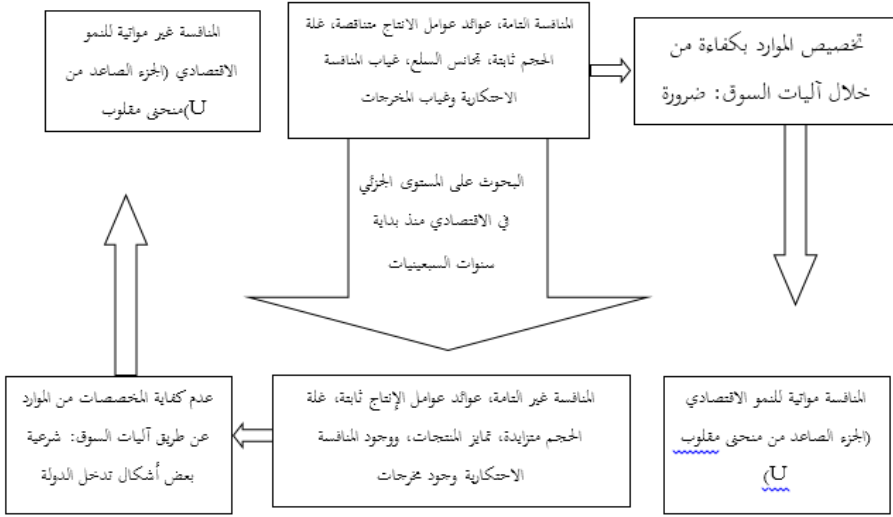 تخصيص الموارد بكفاءة من
خلال آليات السوق: ضرورة
المنافسة التامة، عوائد عوامل الانتاج متناقصة، غلة
الحجم ثابتة، تجانس السلع، غياب المنافسة
الاحتكارية وغياب المخرجات
المنافسة غير مواتية للنمو
الاقتصادي (الجزء الصاعد من
U)منحنى مقلوب
البحوث على المستوى الجزئي
في الاقتصادي منذ بداية
سنوات السبعينيات
المنافسة مواتية للنمو الاقتصادي
(الجزء الصاعد من منحنى مقلوب
U)
المنافسة غير التامة، عوائد عوامل الإنتاج ثابتة، غلة
الحجم متزايدة، تمايز المنتجات، ووجود المنافسة
الاحتكارية وجود مخرجات
عدم كفاية المخصصات من الموارد
عن طريق آليات السوق: شرعية
بعض أشكال تدخل الدولة